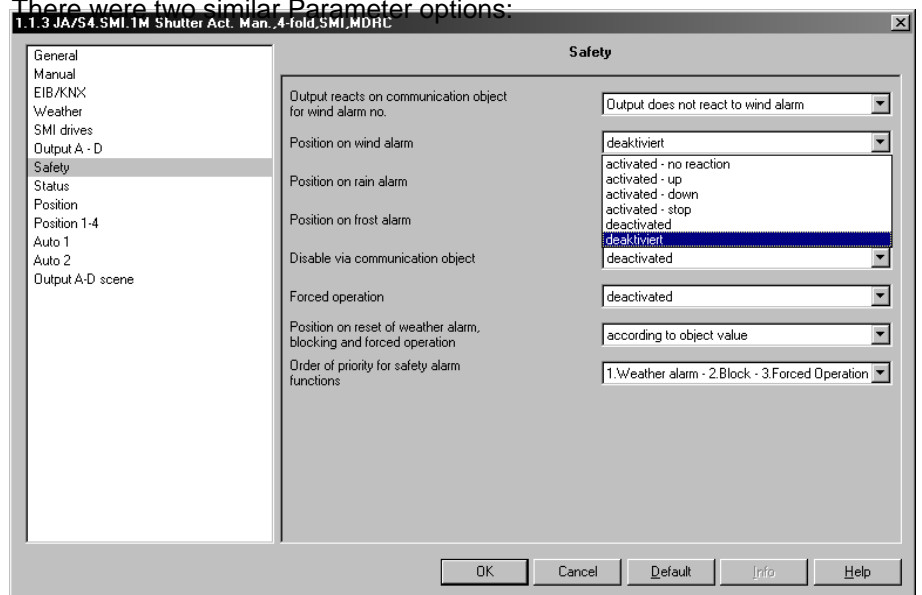 There were two similar Parameter options:
1.1.3 JA/S4.SMI.1M Shutter Act. Man.,4-fold,SMI,MDRC
General
Manual
EIB/KNX
Weather
SMI drives
Output A - D
Safety
Status
Position
Position 1-4
Auto 1
Auto 2
Output A-D scene
Safety
Output reacts on communication object
for wind alarm no.
Output does not react to wind alarm
Position on wind alarm
deaktiviert
activated - no reaction
activated - up
activated - down
activated - stop
deactivated
deaktiviert
Position on rain alarm
Position on frost alarm
Disable via communication object
deactivated
Forced operation
deactivated
Position on reset of weather alarm,
blocking and forced operation
according to object value
Order of priority for safety alarm
functions
1.Weather alarm - 2.Block - 3.Forced Operation
OK
Cancel
Default
Info
Help